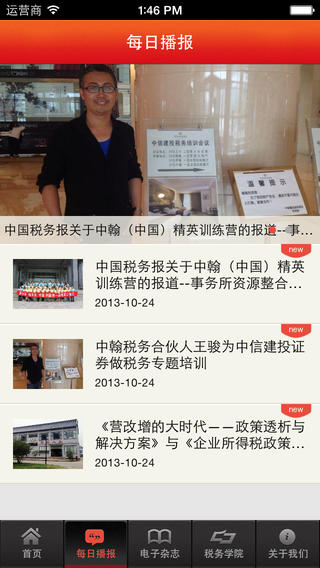 运营商 1:46 PM
每日播报
中信建投税务培训会议
温馨提示
中国税务报关于中翰（中国）精英训练营的报道--事...
new
中国税务报关于中翰（中国）精英
训练营的报道--事务所资源整合...
2013-10-24
new
中翰税务合伙人王骏为中信建投证
券做税务专题培训
2013-10-24
new
《营改增的大时代——政策透析与
解决方案》与《企业所得税政策...
2013-10-24
首页 每日播报 电子杂志 税务学院 关于我们